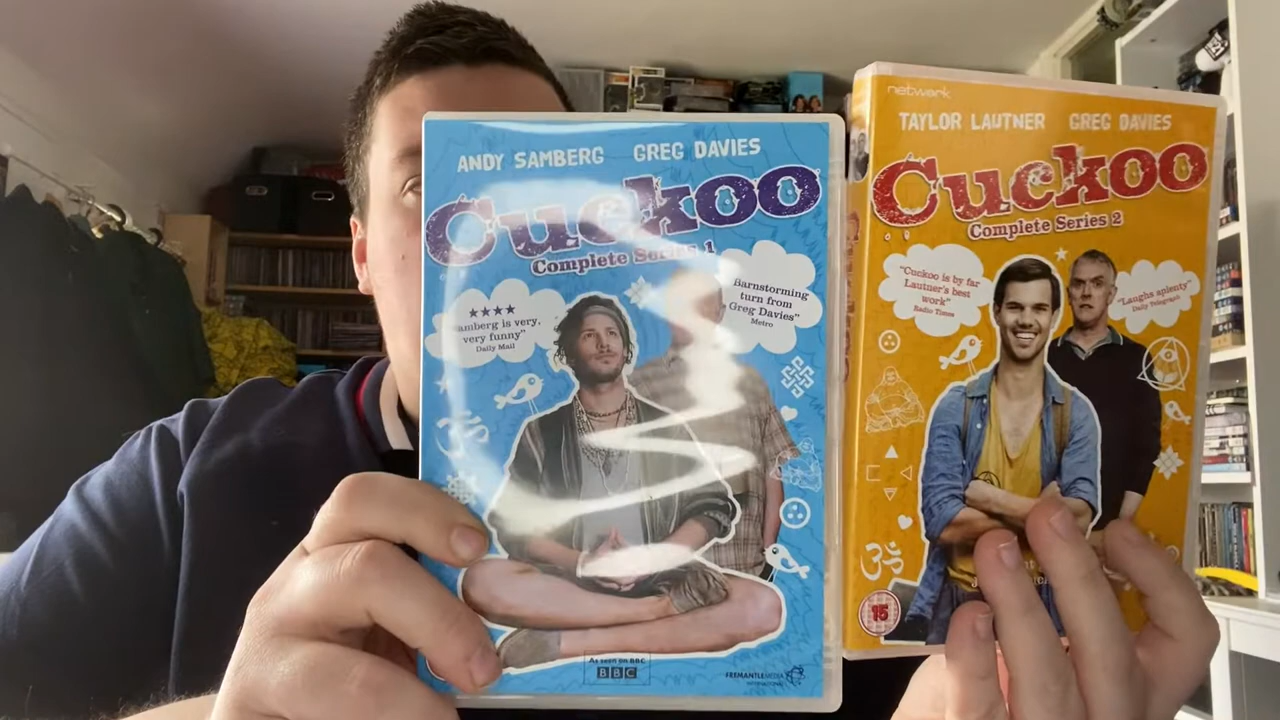 ANDY SAMBERG GREG DAVIES
Cuckoo
Complete Series 1
★★★★
amberg is very,
very funny"
Daily Mail
Barnstorming
turn from
Greg Davies"
Metro
As seen on BBC
BBC
FREMANTLEMEDIA
INTERNATIONAL
network
TAYLOR LAUTNER GREG DAVIES
Cuckoo
Complete Series 2
"Cuckoo is by far
Lautner's best
work"
Radio Times
"Laughs aplenty"
Daily Telegraph
ॐ
15